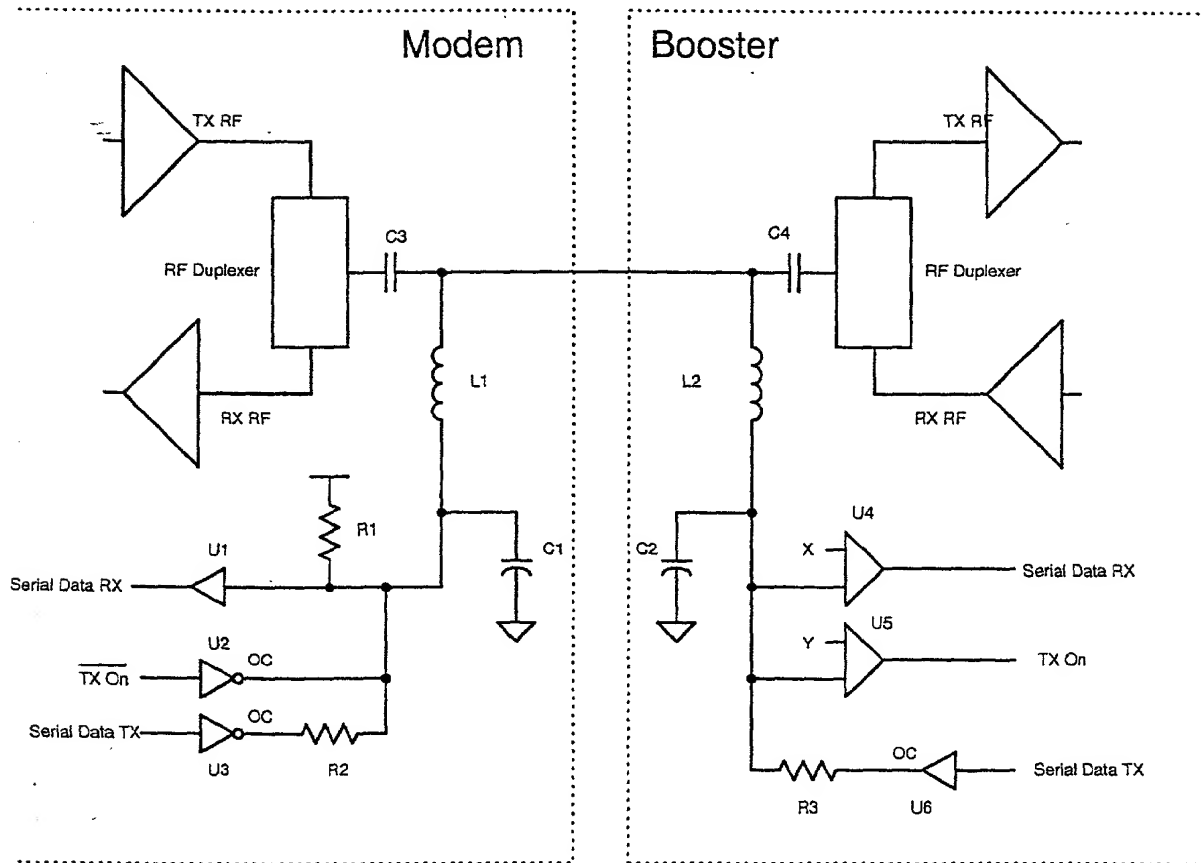 Modem
Booster
TX RF
TX RF
C3
C4
RF Duplexer
RF Duplexer
L1
L2
RX RF
RX RF
R1
U4
U1
C1
C2
X
Serial Data RX
Serial Data RX
U5
U2
OC
Y
TX On
TX On
OC
Serial Data TX
U3
R2
OC
Serial Data TX
R3
U6